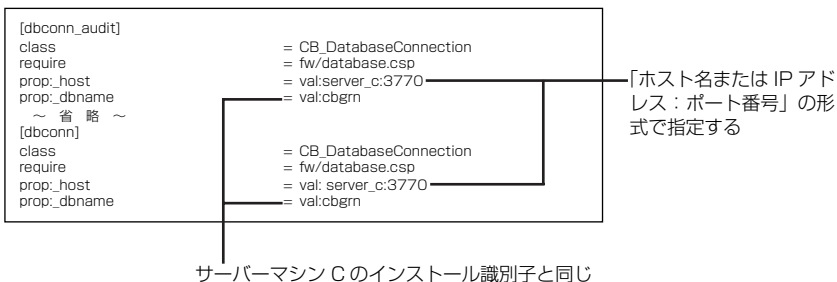 [dbconn_audit]
class = CB_DatabaseConnection
require = fw/database.csp
prop:_host = val:server_c:3770
prop:_dbname = val:cbgrn
～ 省 略 ～
[dbconn]
class = CB_DatabaseConnection
require = fw/database.csp
prop:_host = val: server_c:3770
prop:_dbname = val:cbgrn
「ホスト名または IP アド
レス：ポート番号」の形
式で指定する
サーバーマシン C のインストール識別子と同じ